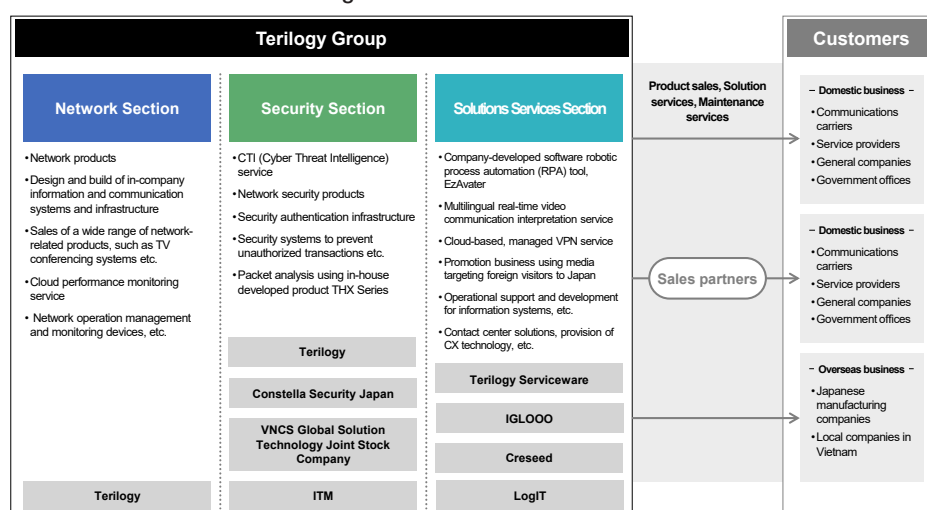 Terilogy Group
Customers
Network Section
•Network products
•Design and build of in-company
information and communication
systems and infrastructure
•Sales of a wide range of network-
related products, such as TV
conferencing systems etc.
•Cloud performance monitoring
service
• Network operation management
and monitoring devices, etc.
Terilogy
Security Section
•CTI (Cyber Threat Intelligence)
service
•Network security products
•Security authentication infrastructure
•Security systems to prevent
unauthorized transactions etc.
•Packet analysis using in-house
developed product THX Series
Terilogy
Constella Security Japan
VNCS Global Solution
Technology Joint Stock
Company
ITM
Solutions Services Section
•Company-developed software robotic
process automation (RPA) tool,
EzAvater
•Multilingual real-time video
communication interpretation service
•Cloud-based, managed VPN service
•Promotion business using media
targeting foreign visitors to Japan
•Operational support and development
for information systems, etc.
•Contact center solutions, provision of
CX technology, etc.
Terilogy Serviceware
IGLOOO
Creseed
LogIT
Product sales, Solution
services, Maintenance
services
Sales partners
– Domestic business –
•Communications
carriers
•Service providers
•General companies
•Government offices
– Domestic business –
•Communications
carriers
•Service providers
•General companies
•Government offices
– Overseas business –
•Japanese
manufacturing
companies
•Local companies in
Vietnam